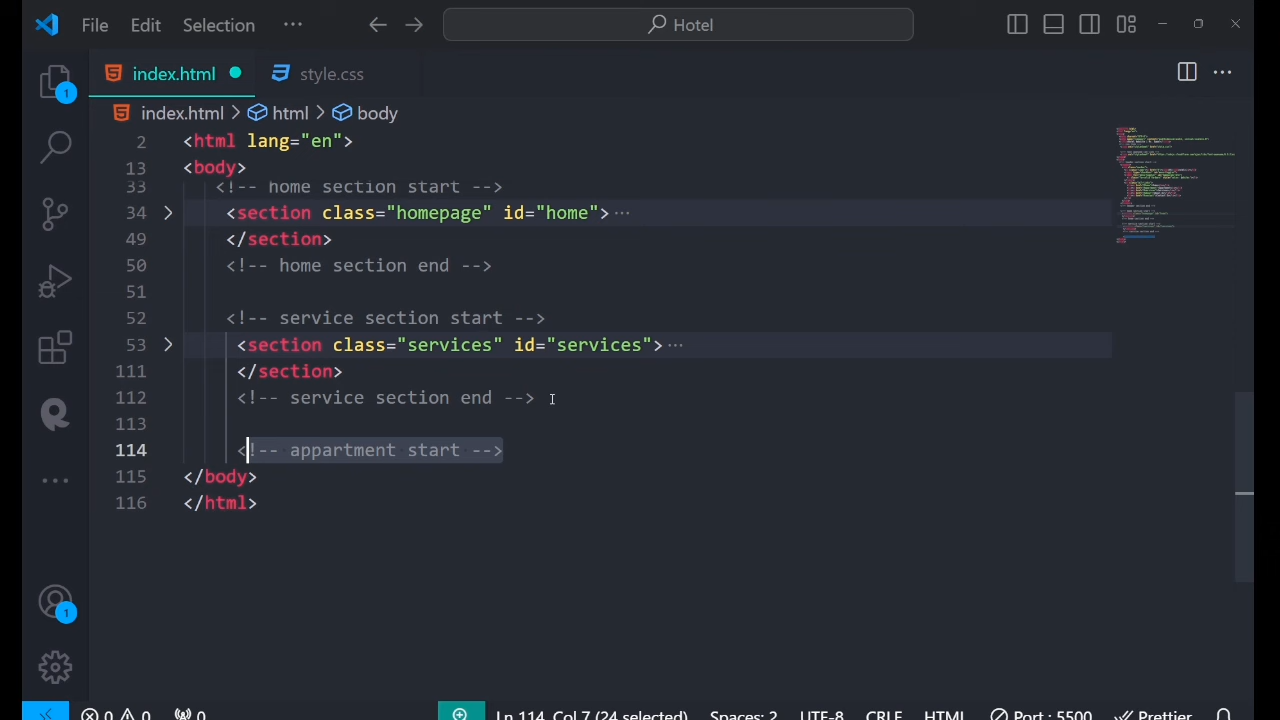 File Edit Selection ··· Hotel
index.html style.css ···
index.html > html > body
2 <html lang="en">
13 <body>
33 <!-- home section start -->
34 <section class="homepage" id="home"> ···
49 </section>
50 <!-- home section end -->
51
52 <!-- service section start -->
53 <section class="services" id="services"> ···
111 </section>
112 <!-- service section end -->
113
114 <!-- appartment start -->
115 </body>
116 </html>
1
1
0 0 0 Ln 114, Col 7 (24 selected) Spaces: 2 UTF-8 CRLF HTML Port : 5500 Prettier